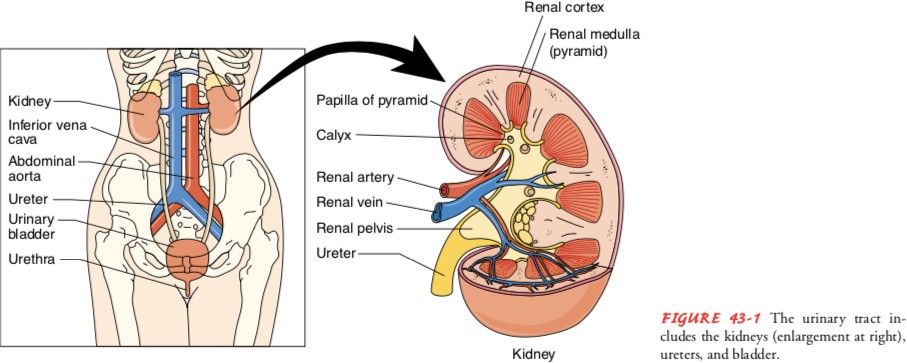 Kidney
Inferior vena
cava
Abdominal
aorta
Ureter
Urinary
bladder
Urethra
Renal cortex
Renal medulla
(pyramid)
Papilla of pyramid
Calyx
Renal artery
Renal vein
Renal pelvis
Ureter
Kidney
FIGURE 43-1 The urinary tract in-
cludes the kidneys (enlargement at right),
ureters, and bladder.